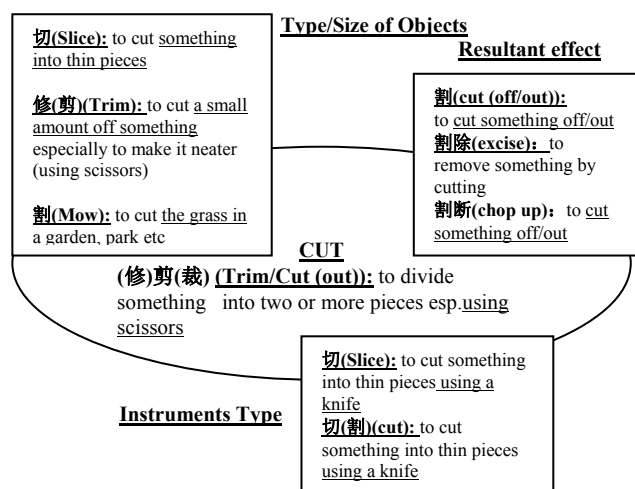 Type/Size of Objects
切(Slice): to cut something
into thin pieces
修(剪)(Trim): to cut a small
amount off something
especially to make it neater
(using scissors)
割(Mow): to cut the grass in
a garden, park etc
Resultant effect
割(cut (off/out)):
to cut something off/out
割除(excise)： to
remove something by
cutting
割断(chop up)： to cut
something off/out
CUT
(修)剪(裁) (Trim/Cut (out)): to divide
something into two or more pieces esp.using
scissors
切(Slice): to cut something
into thin pieces using a
knife
切(割)(cut): to cut
something into thin pieces
using a knife
Instruments Type